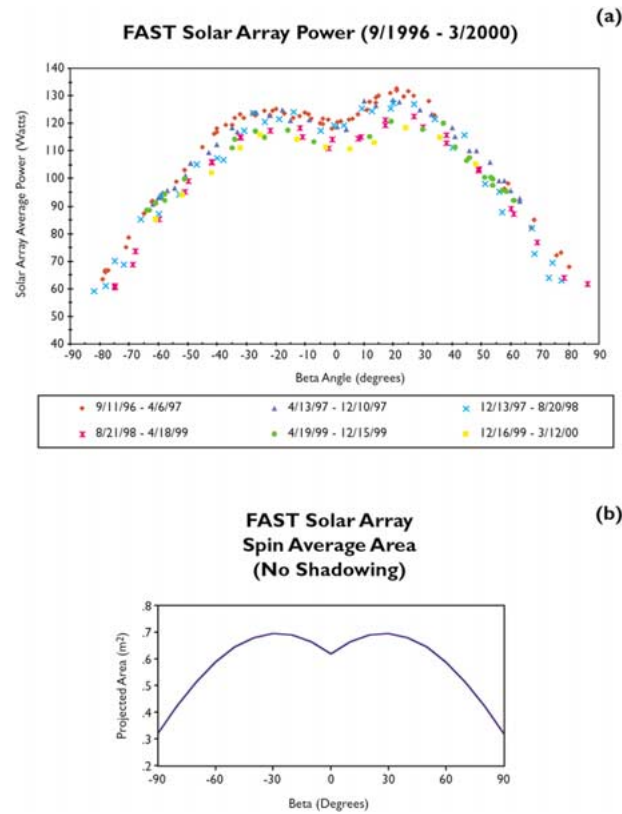 (a)
FAST Solar Array Power (9/1996 - 3/2000)
Solar Array Average Power (Watts)
140
130
120
110
100
90
80
70
60
50
40
-90 -80 -70 -60 -50 -40 -30 -20 -10 0 10 20 30 40 50 60 70 80 90
Beta Angle (degrees)
9/11/96 - 4/6/97 4/13/97 - 12/10/97 12/13/97 - 8/20/98
8/21/98 - 4/18/99 4/19/99 - 12/15/99 12/16/99 - 3/12/00
(b)
FAST Solar Array
Spin Average Area
(No Shadowing)
Projected Area (m²)
.8
.7
.6
.5
.4
.3
.2
-90 -60 -30 0 30 60 90
Beta (Degrees)